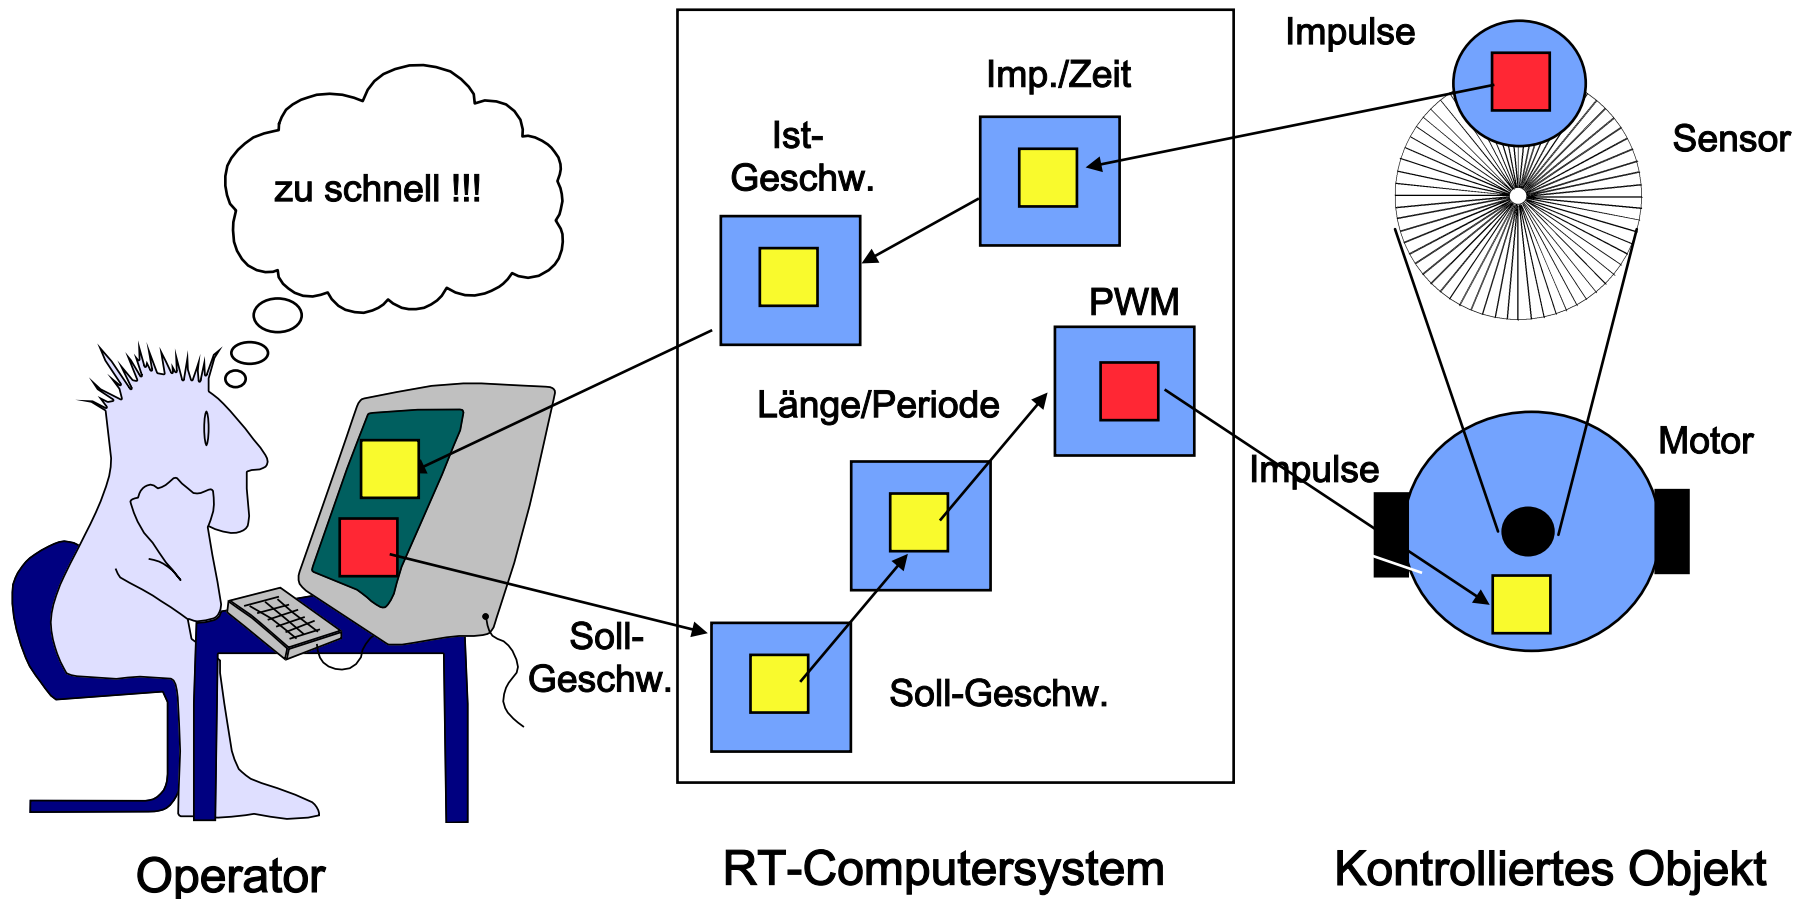 zu schnell !!!
Ist-
Geschw.
Imp./Zeit
Impulse
Sensor
PWM
Länge/Periode
Impulse
Motor
Soll-
Geschw.
Soll-Geschw.
Operator
RT-Computersystem
Kontrolliertes Objekt